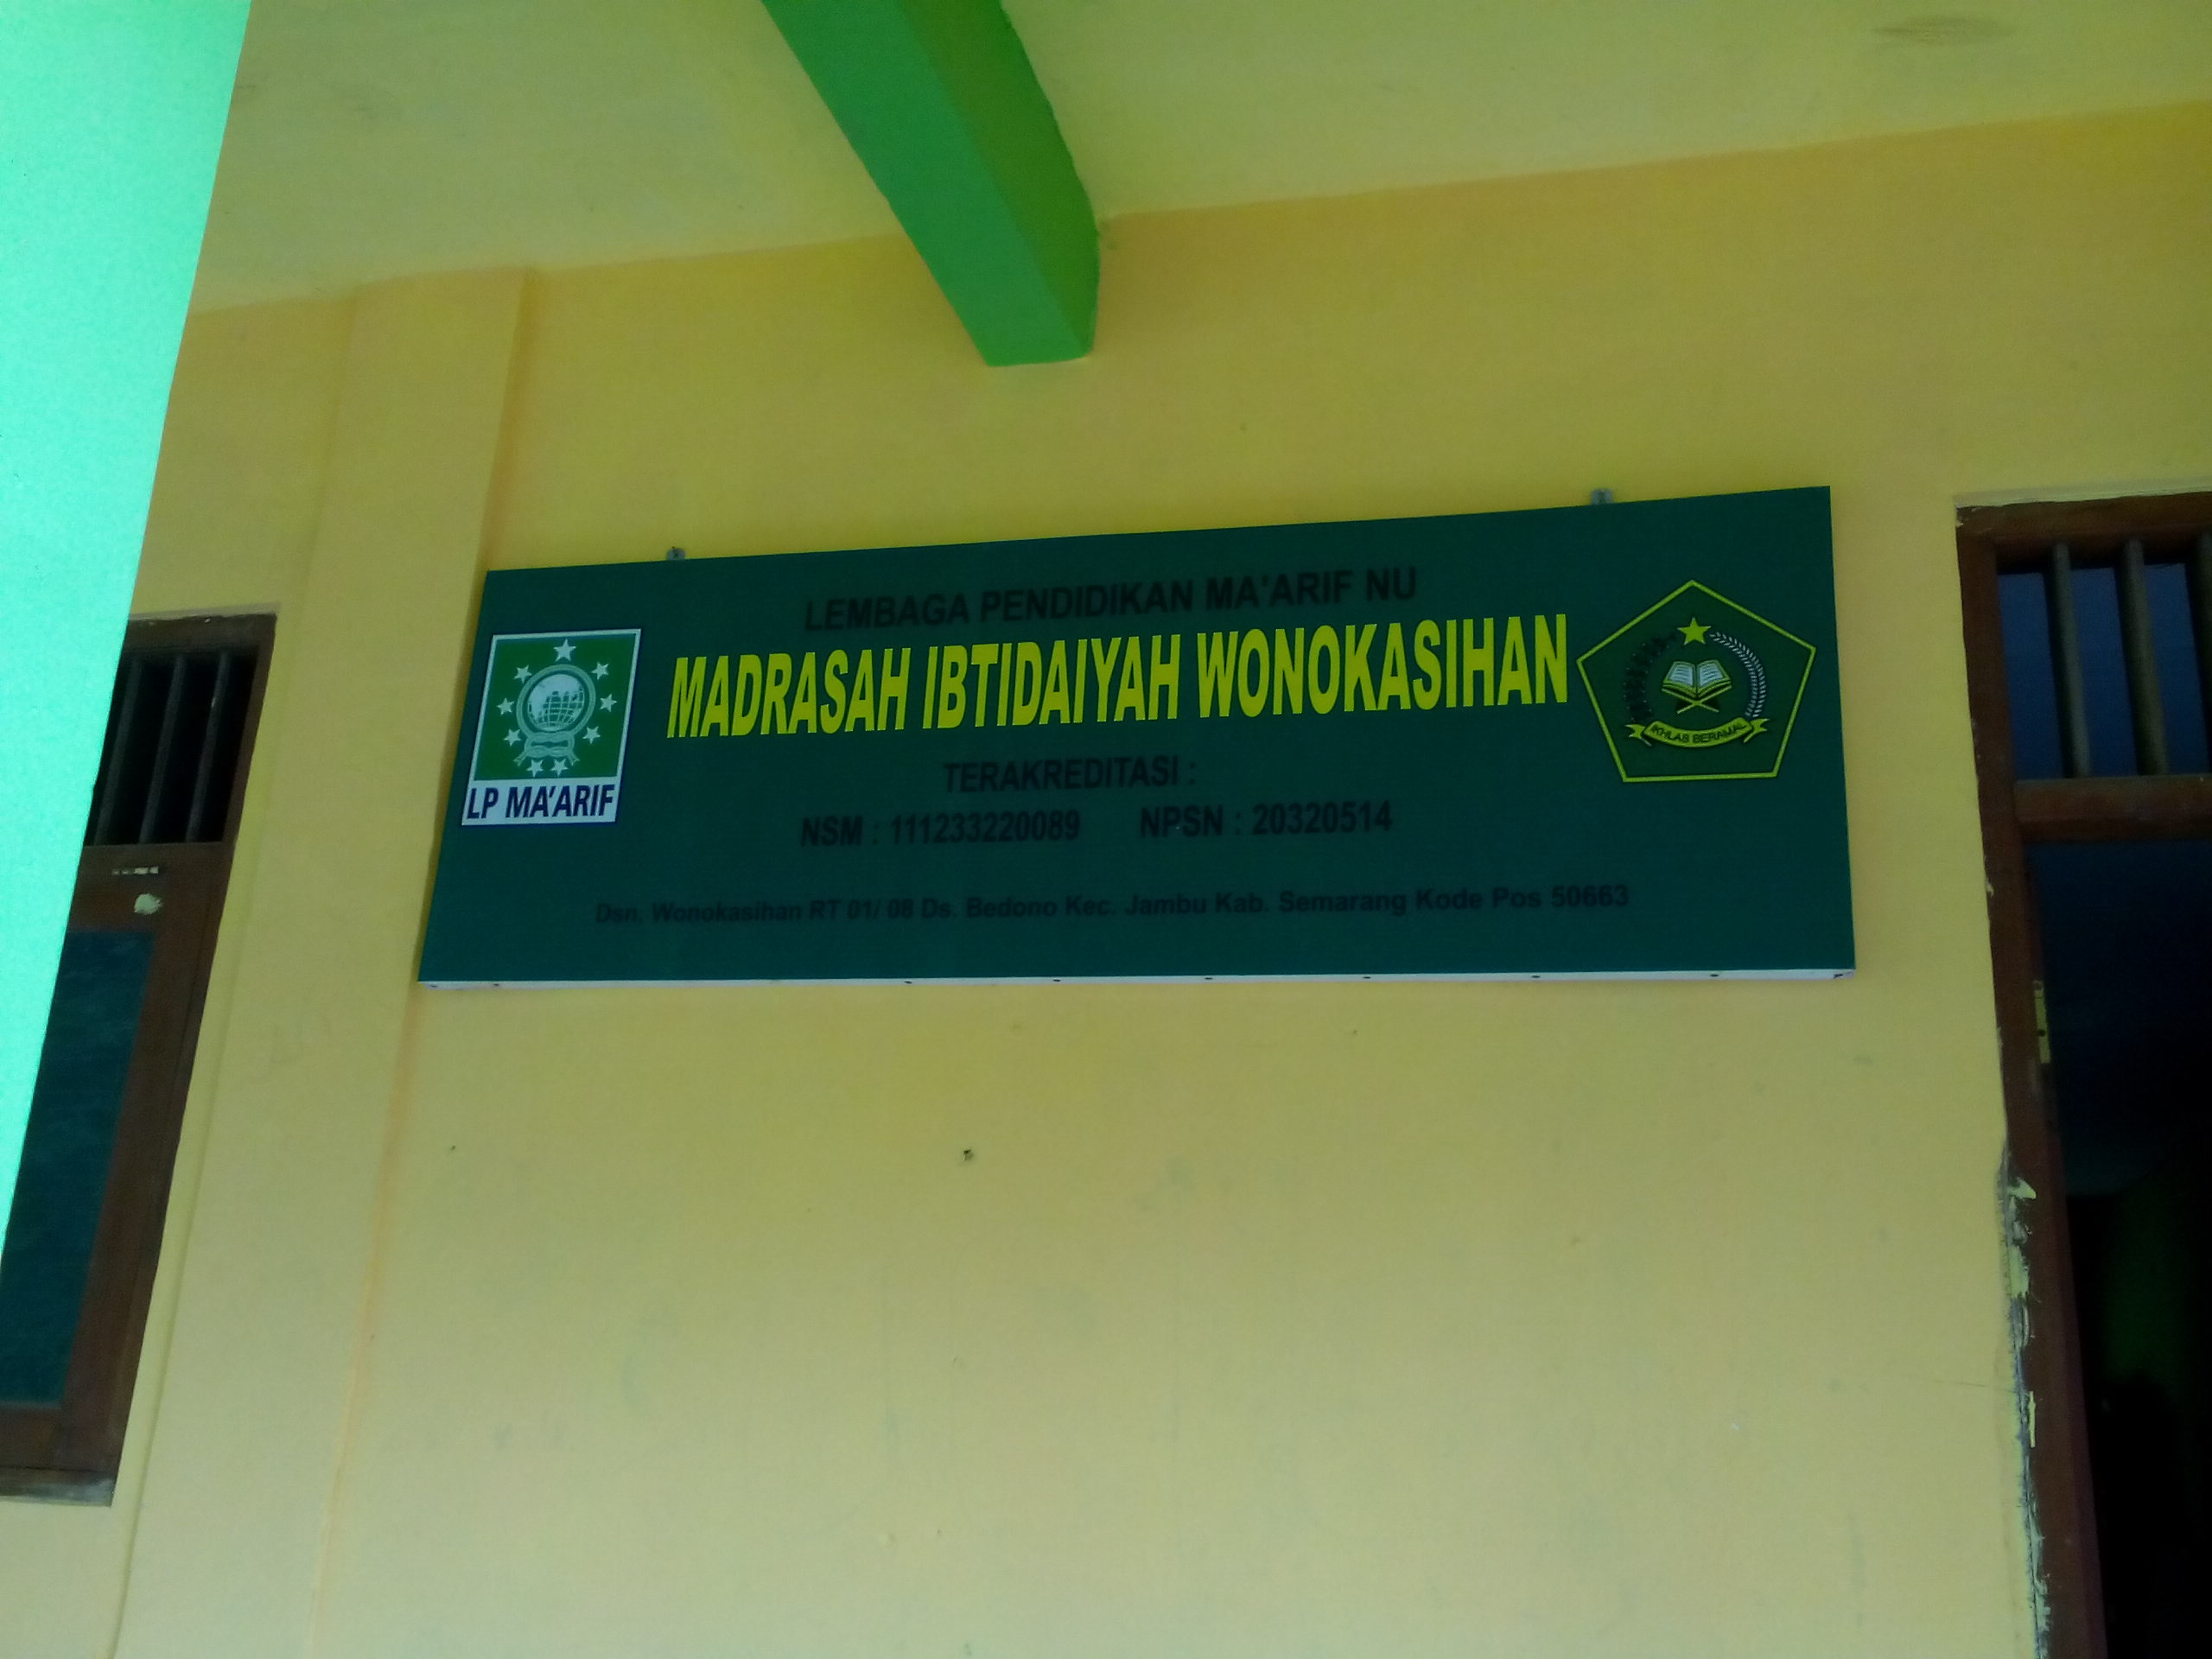 LEMBAGA PENDIDIKAN MA'ARIF NU
MADRASAH IBTIDAIYAH WONOKASIHAN
TERAKREDITASI :
NSM : 111233220089 NPSN : 20320514
Dsn. Wonokasihan RT 01/ 08 Ds. Bedono Kec. Jambu Kab. Semarang Kode Pos 50663
LP MA'ARIF
IKHLAS BERAMAL